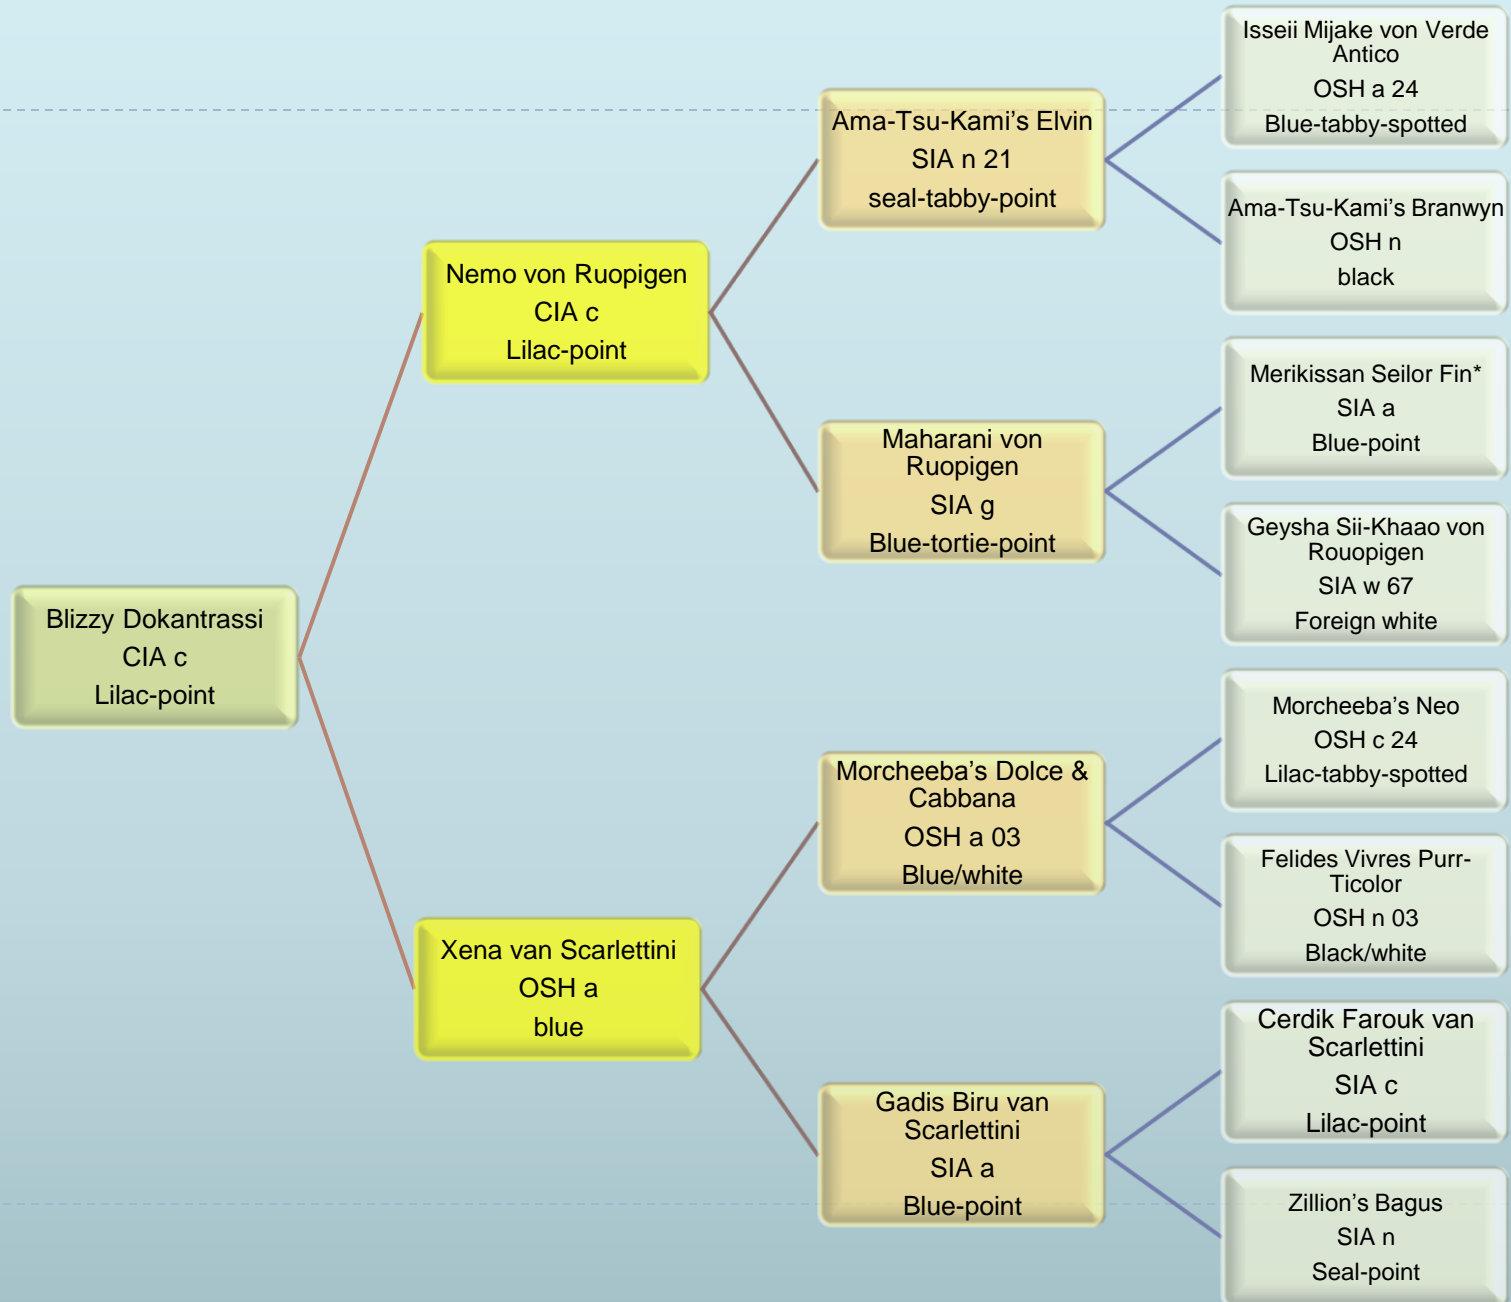 Blizzy Dokantrassi
CIA c
Lilac-point
Nemo von Ruopigen
CIA c
Lilac-point
Xena van Scarlettini
OSH a
blue
Ama-Tsu-Kami’s Elvin
SIA n 21
seal-tabby-point
Maharani von
Ruopigen
SIA g
Blue-tortie-point
Morcheeba’s Dolce &
Cabbana
OSH a 03
Blue/white
Gadis Biru van
Scarlettini
SIA a
Blue-point
Isseii Mijake von Verde
Antico
OSH a 24
Blue-tabby-spotted
Ama-Tsu-Kami’s Branwyn
OSH n
black
Merikissan Seilor Fin*
SIA a
Blue-point
Geysha Sii-Khaao von
Rouopigen
SIA w 67
Foreign white
Morcheeba’s Neo
OSH c 24
Lilac-tabby-spotted
Felides Vivres Purr-
Ticolor
OSH n 03
Black/white
Cerdik Farouk van
Scarlettini
SIA c
Lilac-point
Zillion’s Bagus
SIA n
Seal-point